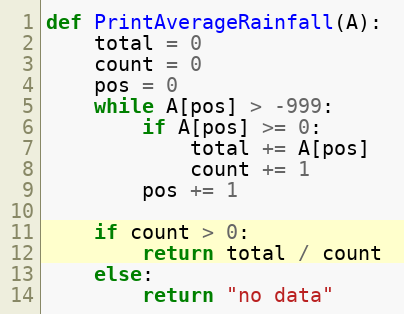 1 def PrintAverageRainfall(A):
2     total = 0
3     count = 0
4     pos = 0
5     while A[pos] > -999:
6         if A[pos] >= 0:
7             total += A[pos]
8             count += 1
9         pos += 1
10
11     if count > 0:
12         return total / count
13     else:
14         return "no data"